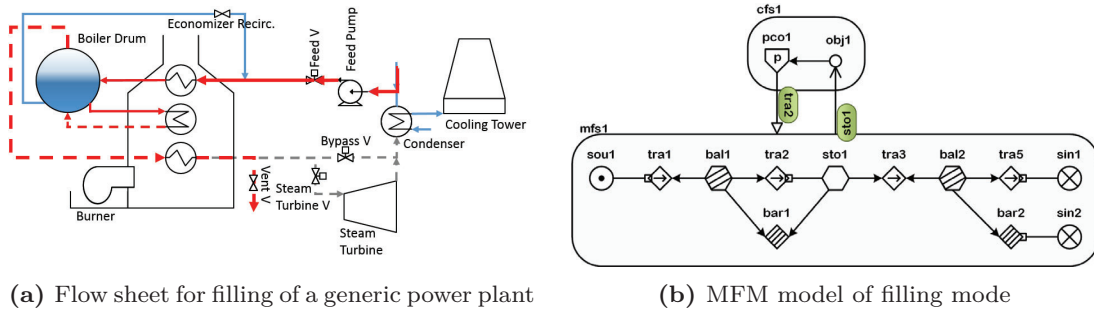 Economizer Recirc.
Boiler Drum
Feed V
Feed Pump
Cooling Tower
Condenser
Bypass V
Vent V
Steam
Turbine V
Burner
Steam
Turbine
(a) Flow sheet for filling of a generic power plant
cfs1
pco1
obj1
p
tra2
sto1
mfs1
sou1 tra1 bal1 tra2 sto1 tra3 bal2 tra5 sin1
bar1 bar2 sin2
(b) MFM model of filling mode